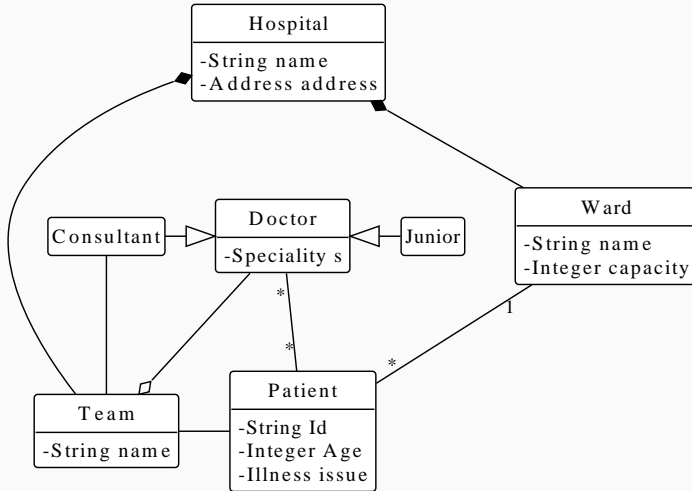 Hospital
-String name
-Address address
Doctor
-Speciality s
Consultant
Junior
Ward
-String name
-Integer capacity
*
1
*
*
Patient
-String Id
-Integer Age
-Illness issue
Team
-String name